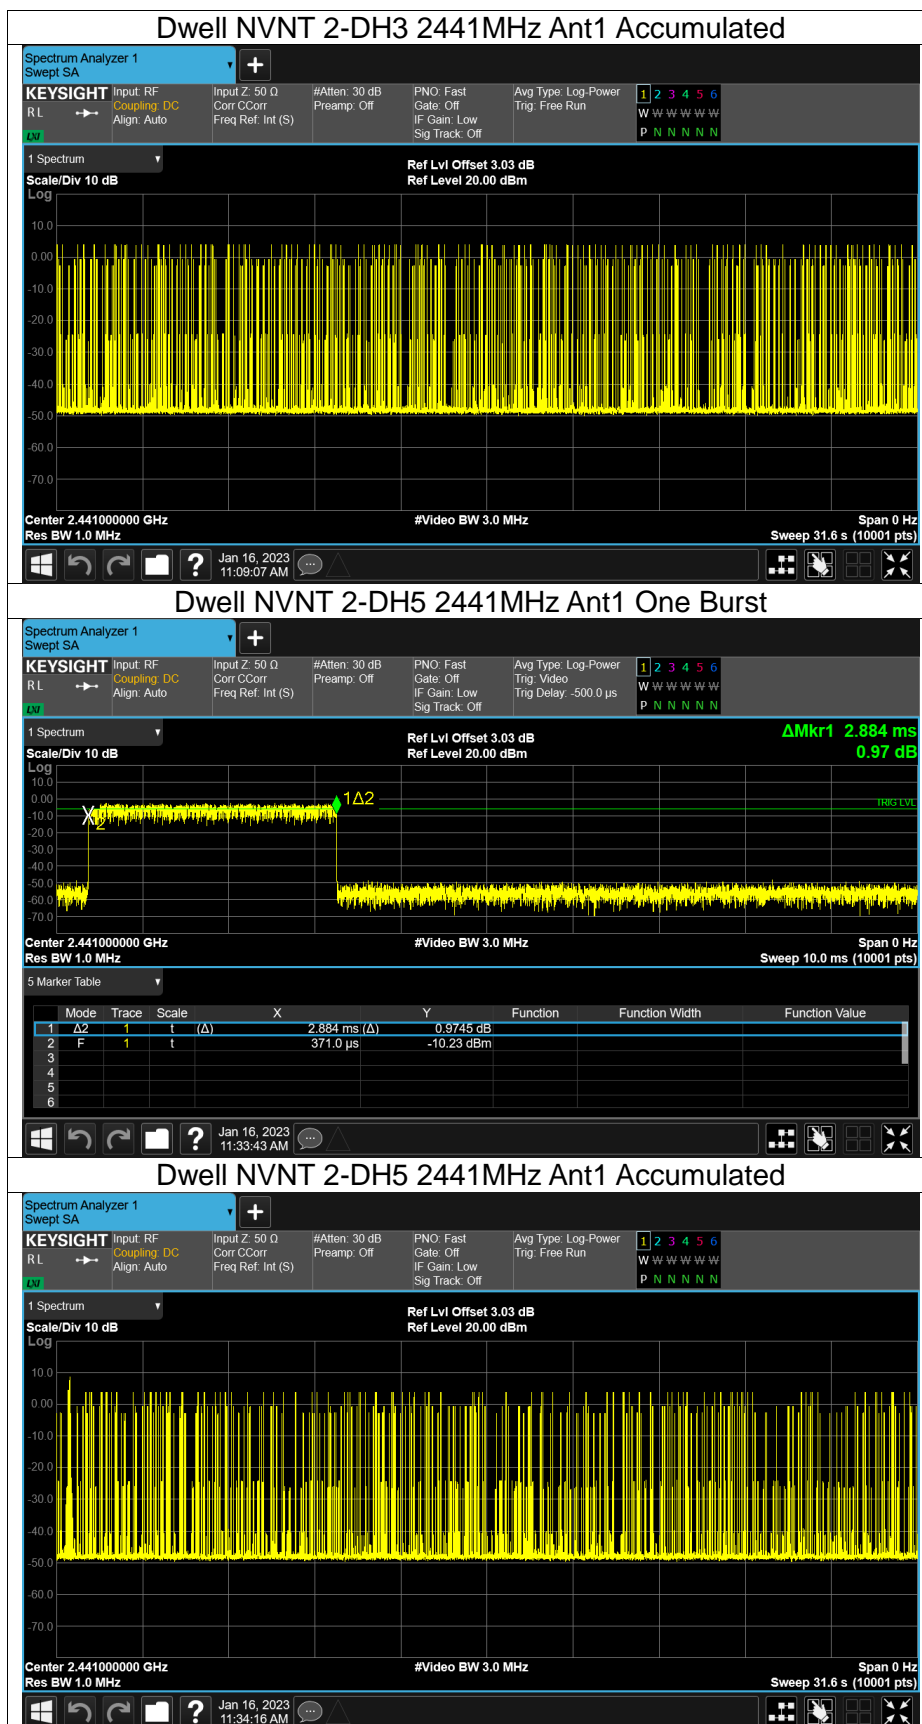 Dwell NVNT 2-DH3 2441MHz Ant1 Accumulated
Spectrum Analyzer 1
Swept SA
+
KEYSIGHT
R L
LXI
Input: RF
Coupling: DC
Align: Auto
Input Z: 50 Ω
Corr CCorr
Freq Ref: Int (S)
#Atten: 30 dB
Preamp: Off
PNO: Fast
Gate: Off
IF Gain: Low
Sig Track: Off
Avg Type: Log-Power
Trig: Free Run
1 2 3 4 5 6
W W W W W W
P N N N N N
1 Spectrum
Scale/Div 10 dB
Ref Lvl Offset 3.03 dB
Ref Level 20.00 dBm
Log
10.0
0.00
-10.0
-20.0
-30.0
-40.0
-50.0
-60.0
-70.0
Center 2.441000000 GHz
#Video BW 3.0 MHz
Span 0 Hz
Res BW 1.0 MHz
Sweep 31.6 s (10001 pts)
?
Jan 16, 2023
11:09:07 AM
Dwell NVNT 2-DH5 2441MHz Ant1 One Burst
Spectrum Analyzer 1
Swept SA
+
KEYSIGHT
R L
LXI
Input: RF
Coupling: DC
Align: Auto
Input Z: 50 Ω
Corr CCorr
Freq Ref: Int (S)
#Atten: 30 dB
Preamp: Off
PNO: Fast
Gate: Off
IF Gain: Low
Sig Track: Off
Avg Type: Log-Power
Trig: Video
Trig Delay: -500.0 µs
1 2 3 4 5 6
W W W W W W
P N N N N N
1 Spectrum
Scale/Div 10 dB
Ref Lvl Offset 3.03 dB
Ref Level 20.00 dBm
ΔMkr1 2.884 ms
0.97 dB
Log
10.0
0.00
-10.0
-20.0
-30.0
-40.0
-50.0
-60.0
-70.0
X2
1Δ2
TRIG LVL
Center 2.441000000 GHz
#Video BW 3.0 MHz
Span 0 Hz
Res BW 1.0 MHz
Sweep 10.0 ms (10001 pts)
5 Marker Table
Mode Trace Scale X Y Function Function Width Function Value
1 Δ2 1 t (Δ) 2.884 ms (Δ) 0.9745 dB
2 F 1 t 371.0 µs -10.23 dBm
3
4
5
6
?
Jan 16, 2023
11:33:43 AM
Dwell NVNT 2-DH5 2441MHz Ant1 Accumulated
Spectrum Analyzer 1
Swept SA
+
KEYSIGHT
R L
LXI
Input: RF
Coupling: DC
Align: Auto
Input Z: 50 Ω
Corr CCorr
Freq Ref: Int (S)
#Atten: 30 dB
Preamp: Off
PNO: Fast
Gate: Off
IF Gain: Low
Sig Track: Off
Avg Type: Log-Power
Trig: Free Run
1 2 3 4 5 6
W W W W W W
P N N N N N
1 Spectrum
Scale/Div 10 dB
Ref Lvl Offset 3.03 dB
Ref Level 20.00 dBm
Log
10.0
0.00
-10.0
-20.0
-30.0
-40.0
-50.0
-60.0
-70.0
Center 2.441000000 GHz
#Video BW 3.0 MHz
Span 0 Hz
Res BW 1.0 MHz
Sweep 31.6 s (10001 pts)
?
Jan 16, 2023
11:34:16 AM